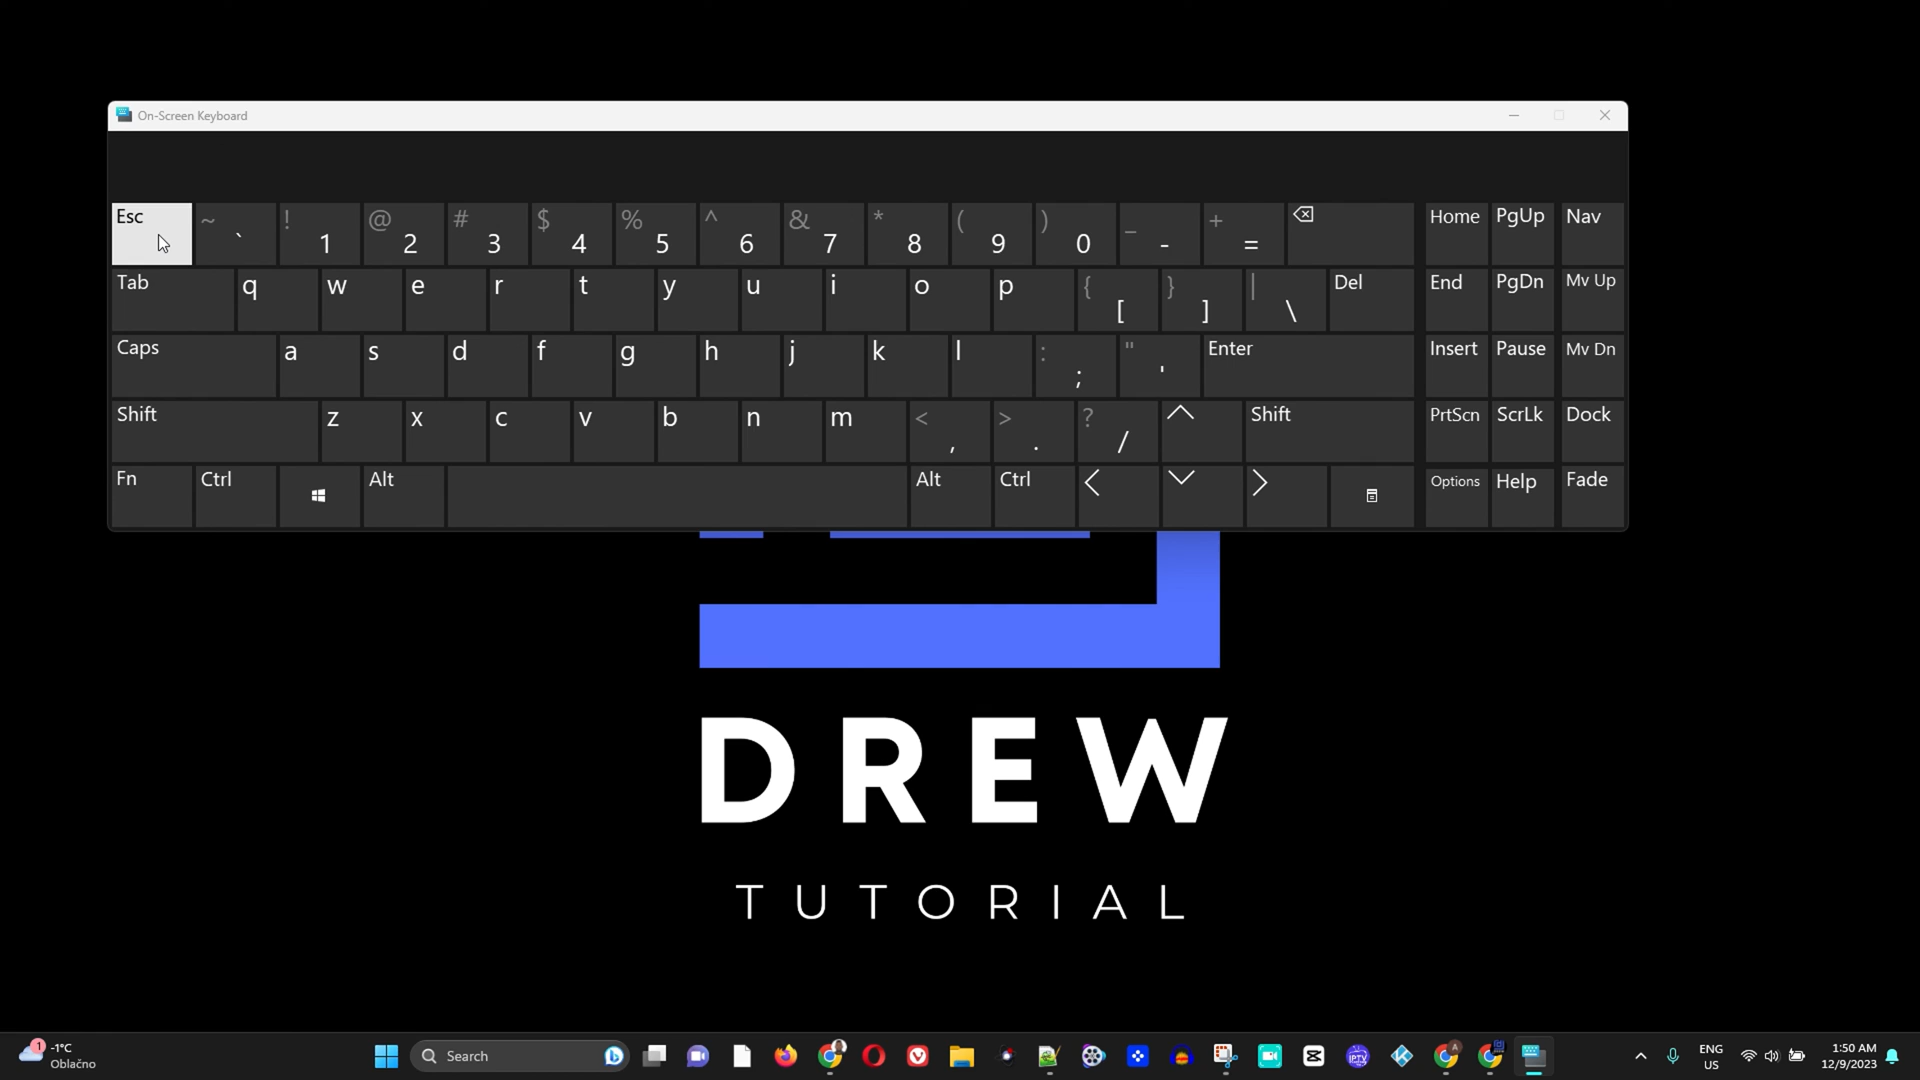 On-Screen Keyboard
Esc ~ ` ! 1 @ 2 # 3 $ 4 % 5 ^ 6 & 7 * 8 ( 9 ) 0 _ - + = Home PgUp Nav
Tab q w e r t y u i o p { [ } ] | \ Del End PgDn Mv Up
Caps a s d f g h j k l : ; " ' Enter Insert Pause Mv Dn
Shift z x c v b n m < , > . ? / Shift PrtScn ScrLk Dock
Fn Ctrl Alt Alt Ctrl Options Help Fade
DREW
TUTORIAL
1
-1°C
Oblačno
Search
IPTV
ENG
US
1:50 AM
12/9/2023